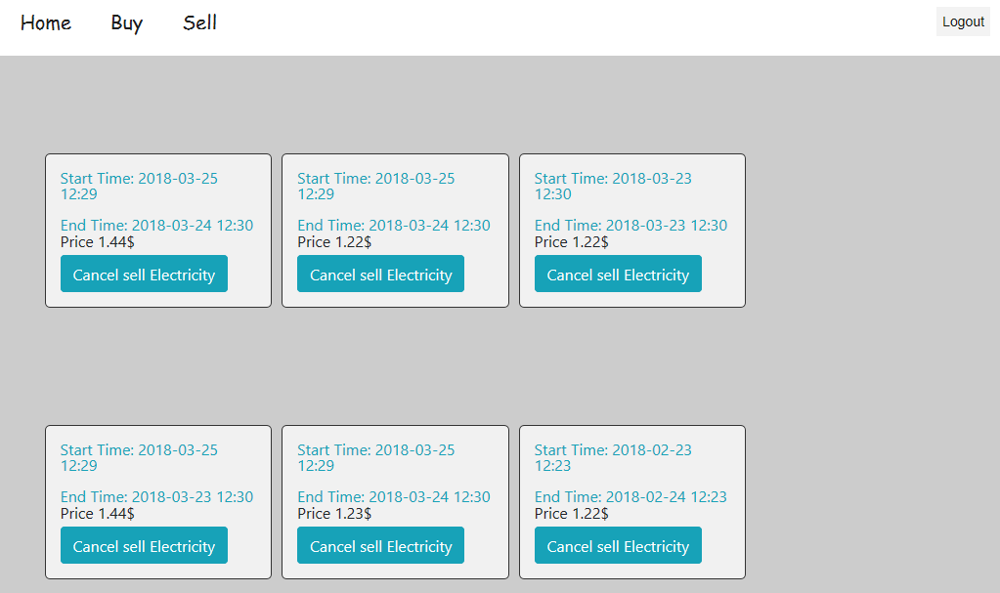 Home Buy Sell Logout
Start Time: 2018-03-25
12:29
End Time: 2018-03-24 12:30
Price 1.44$
Cancel sell Electricity
Start Time: 2018-03-25
12:29
End Time: 2018-03-24 12:30
Price 1.22$
Cancel sell Electricity
Start Time: 2018-03-23
12:30
End Time: 2018-03-23 12:30
Price 1.22$
Cancel sell Electricity
Start Time: 2018-03-25
12:29
End Time: 2018-03-23 12:30
Price 1.44$
Cancel sell Electricity
Start Time: 2018-03-25
12:29
End Time: 2018-03-24 12:30
Price 1.23$
Cancel sell Electricity
Start Time: 2018-02-23
12:23
End Time: 2018-02-24 12:23
Price 1.22$
Cancel sell Electricity